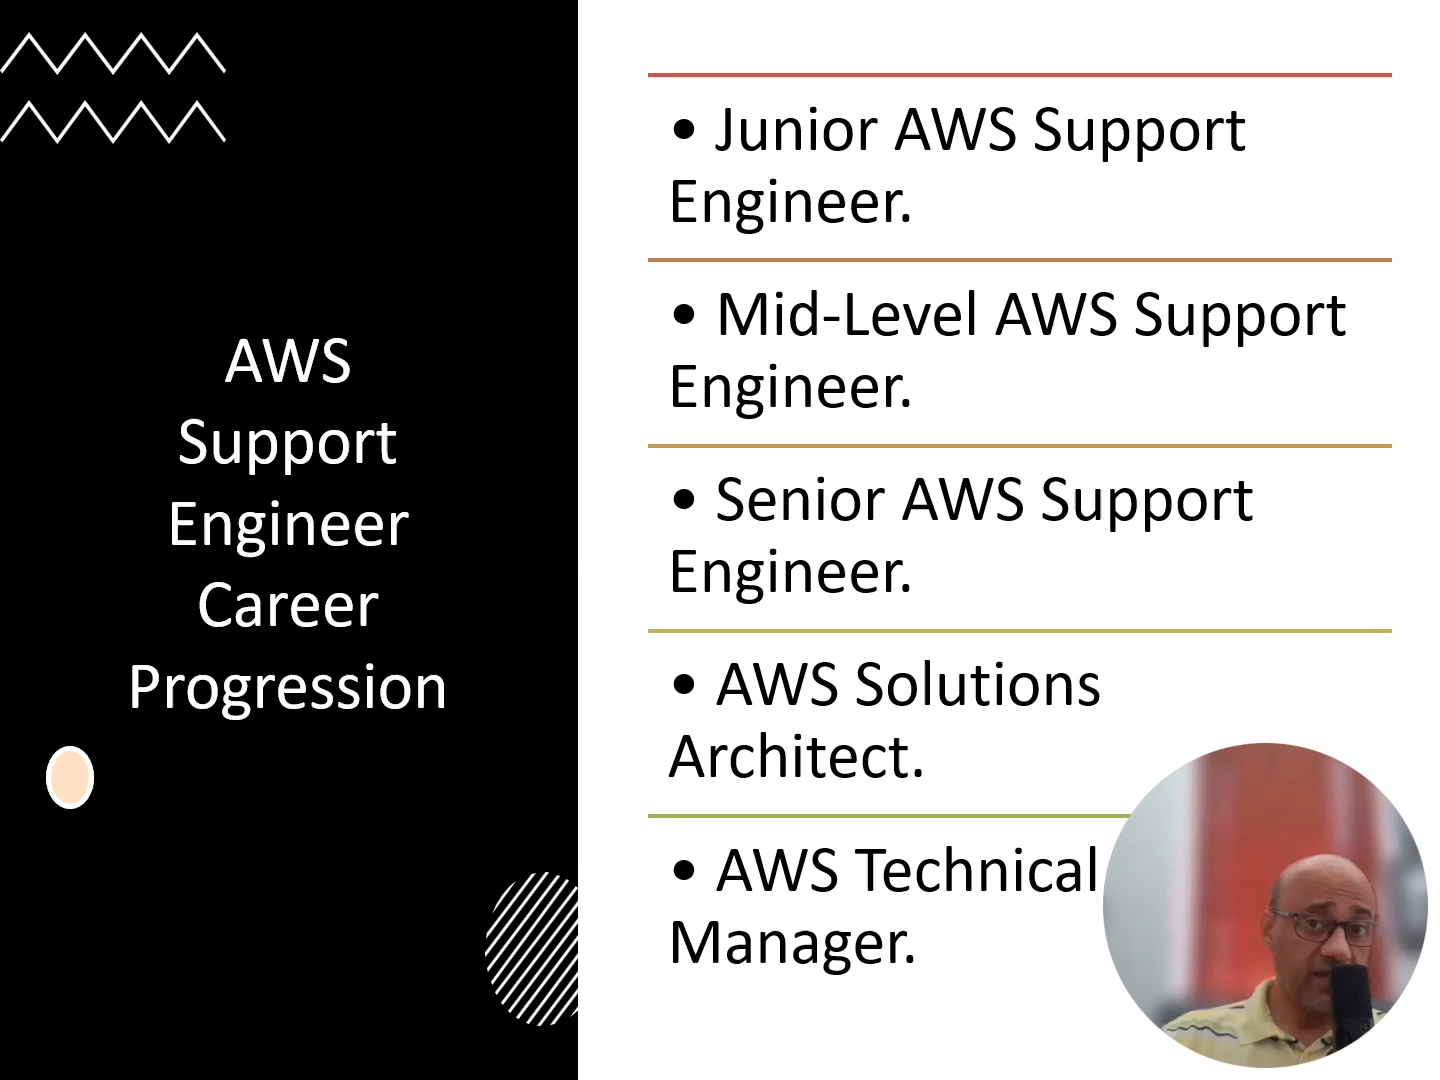 AWS
Support
Engineer
Career
Progression
• Junior AWS Support
Engineer.
• Mid-Level AWS Support
Engineer.
• Senior AWS Support
Engineer.
• AWS Solutions
Architect.
• AWS Technical
Manager.